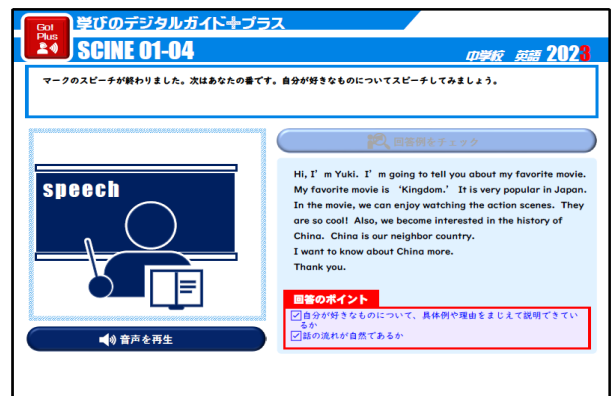 Go!
Plus
学びのデジタルガイド+プラス
SCINE 01-04
中学校 英語 2023
マークのスピーチが終わりました。次はあなたの番です。自分が好きなものについてスピーチしてみましょう。
speech
音声を再生
回答例をチェック
Hi, I'm Yuki. I'm going to tell you about my favorite movie.
My favorite movie is 'Kingdom.' It is very popular in Japan.
In the movie, we can enjoy watching the action scenes. They
are so cool! Also, we become interested in the history of
China. China is our neighbor country.
I want to know about China more.
Thank you.
回答のポイント
自分が好きなものについて、具体例や理由をまじえて説明できてい
るか
話の流れが自然であるか